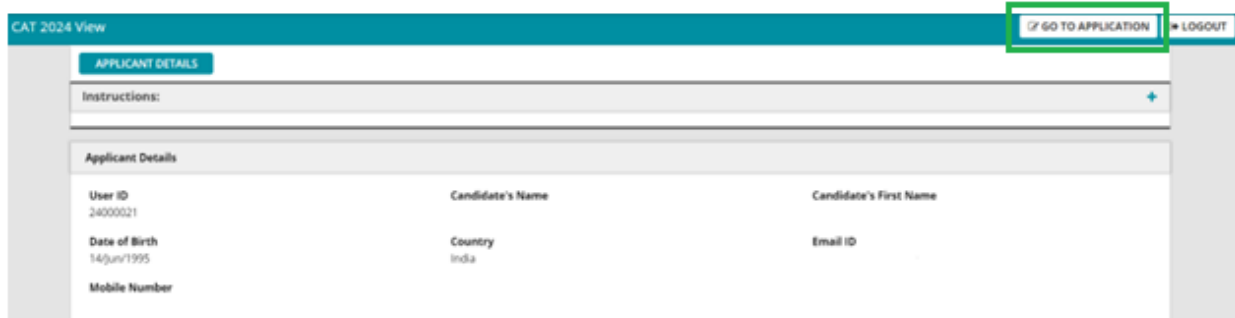 CAT 2024 View
GO TO APPLICATION
LOGOUT
APPLICANT DETAILS
Instructions:
Applicant Details
User ID Candidate's Name Candidate's First Name
24000021
Date of Birth Country Email ID
14/Jun/1995 India
Mobile Number